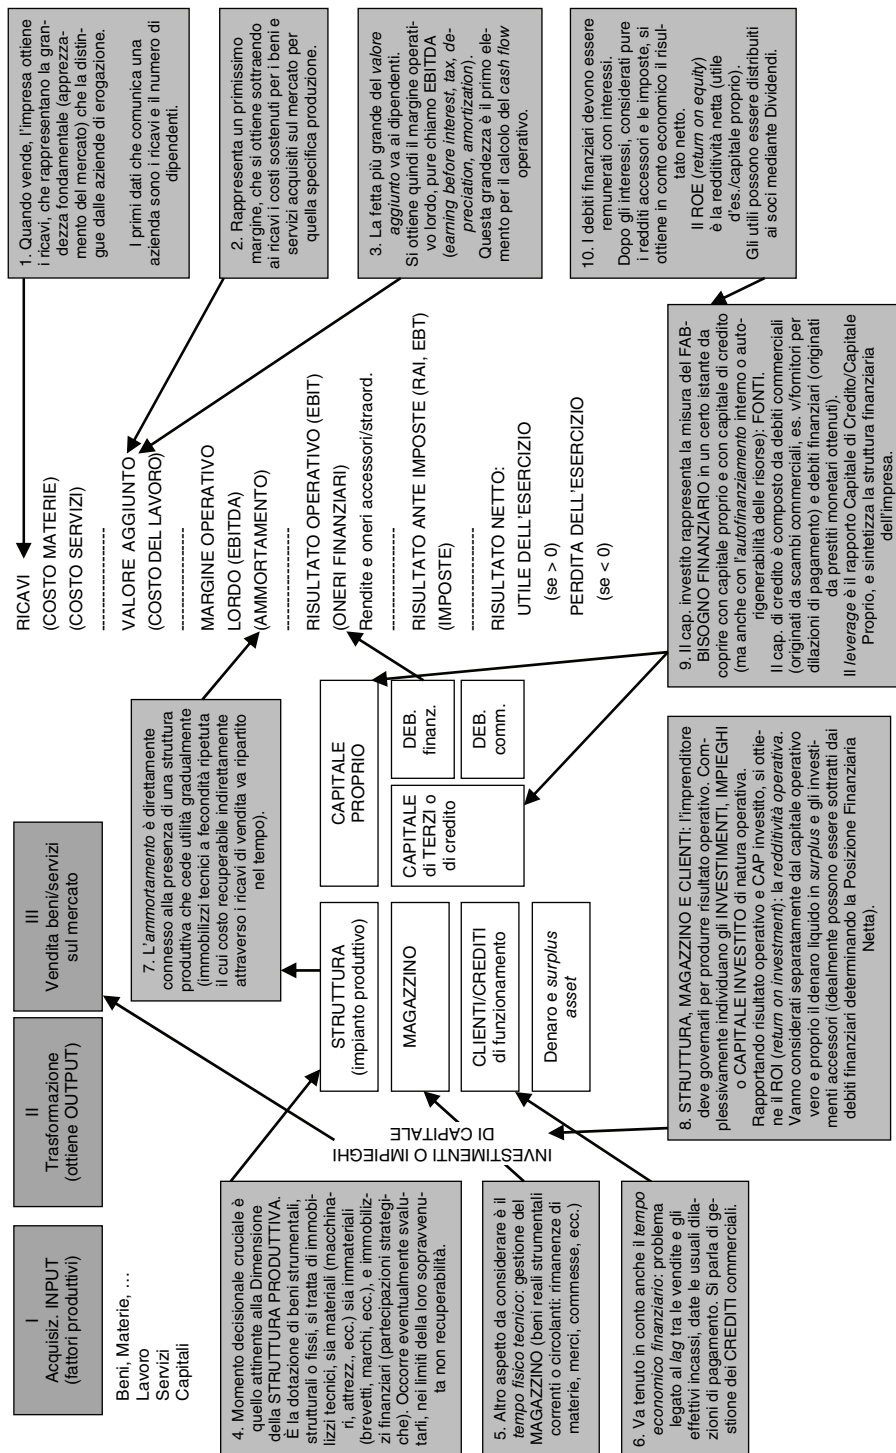 I
Acquisiz. INPUT
(fattori produttivi)
Beni, Materie, …
Lavoro
Servizi
Capitali
II
Trasformazione
(ottiene OUTPUT)
III
Vendita beni/servizi
sul mercato
1. Quando vende, l'impresa ottiene
i ricavi, che rappresentano la gran-
dezza fondamentale (apprezza-
mento del mercato) che la distin-
gue dalle aziende di erogazione.
I primi dati che comunica una
azienda sono i ricavi e il numero di
dipendenti.
2. Rappresenta un primissimo
margine, che si ottiene sottraendo
ai ricavi i costi sostenuti per i beni e
servizi acquisiti sul mercato per
quella specifica produzione.
3. La fetta più grande del valore
aggiunto va ai dipendenti.
Si ottiene quindi il margine operati-
vo lordo, pure chiamo EBITDA
(earning before interest, tax, de-
preciation, amortization).
Questa grandezza è il primo ele-
mento per il calcolo del cash flow
operativo.
4. Momento decisionale cruciale è
quello attinente alla Dimensione
della STRUTTURA PRODUTTIVA.
È la dotazione di beni strumentali,
strutturali o fissi, si tratta di immobi-
lizzi tecnici, sia materiali (macchina-
ri, attrezz., ecc.) sia immateriali
(brevetti, marchi, ecc.), e immobiliz-
zi finanziari (partecipazioni strategi-
che). Occorre eventualmente svalu-
tarli, nei limiti della loro sopravvenu-
ta non recuperabilità.
5. Altro aspetto da considerare è il
tempo fisico tecnico: gestione del
MAGAZZINO (beni reali strumentali
correnti o circolanti: rimanenze di
materie, merci, commesse, ecc.)
6. Va tenuto in conto anche il tempo
economico finanziario: problema
legato al lag tra le vendite e gli
effettivi incassi, date le usuali dila-
zioni di pagamento. Si parla di ge-
stione dei CREDITI commerciali.
INVESTIMENTI O IMPIEGHI
DI CAPITALE
7. L'ammortamento è direttamente
connesso alla presenza di una struttura
produttiva che cede utilità gradualmente
(immobilizzi tecnici a fecondità ripetuta
il cui costo recuperabile indirettamente
attraverso i ricavi di vendita va ripartito
nel tempo).
STRUTTURA
(impianto produttivo)
MAGAZZINO
CLIENTI/CREDITI
di funzionamento
Denaro e surplus
asset
CAPITALE
PROPRIO
CAPITALE
di TERZI o
di credito
DEB.
finanz.
DEB.
comm.
RICAVI
(COSTO MATERIE)
(COSTO SERVIZI)
VALORE AGGIUNTO
(COSTO DEL LAVORO)
MARGINE OPERATIVO
LORDO (EBITDA)
(AMMORTAMENTO)
RISULTATO OPERATIVO (EBIT)
(ONERI FINANZIARI)
Rendite e oneri accessori/straord.
RISULTATO ANTE IMPOSTE (RAI, EBT)
(IMPOSTE)
RISULTATO NETTO:
UTILE DELL'ESERCIZIO
(se > 0)
PERDITA DELL'ESERCIZIO
(se < 0)
8. STRUTTURA, MAGAZZINO E CLIENTI: l'imprenditore
deve governarli per produrre risultato operativo. Com-
plessivamente individuano gli INVESTIMENTI, IMPIEGHI
o CAPITALE INVESTITO di natura operativa.
Rapportando risultato operativo e CAP investito, si ottie-
ne il ROI (return on investment): la redditività operativa.
Vanno considerati separatamente dal capitale operativo
vero e proprio il denaro liquido in surplus e gli investi-
menti accessori (idealmente possono essere sottratti dai
debiti finanziari determinando la Posizione Finanziaria
Netta).
9. Il cap. investito rappresenta la misura del FAB-
BISOGNO FINANZIARIO in un certo istante da
coprire con capitale proprio e con capitale di credito
(ma anche con l'autofinanziamento interno o auto-
rigenerabilità delle risorse): FONTI.
Il cap. di credito è composto da debiti commerciali
(originati da scambi commerciali, es. v/fornitori per
dilazioni di pagamento) e debiti finanziari (originati
da prestiti monetari ottenuti).
Il leverage è il rapporto Capitale di Credito/Capitale
Proprio, e sintetizza la struttura finanziaria
dell'impresa.
10. I debiti finanziari devono essere
remunerati con interessi.
Dopo gli interessi, considerati pure
i redditi accessori e le imposte, si
ottiene in conto economico il risul-
tato netto.
Il ROE (return on equity)
è la redditività netta (utile
d'es./capitale proprio).
Gli utili possono essere distribuiti
ai soci mediante Dividendi.